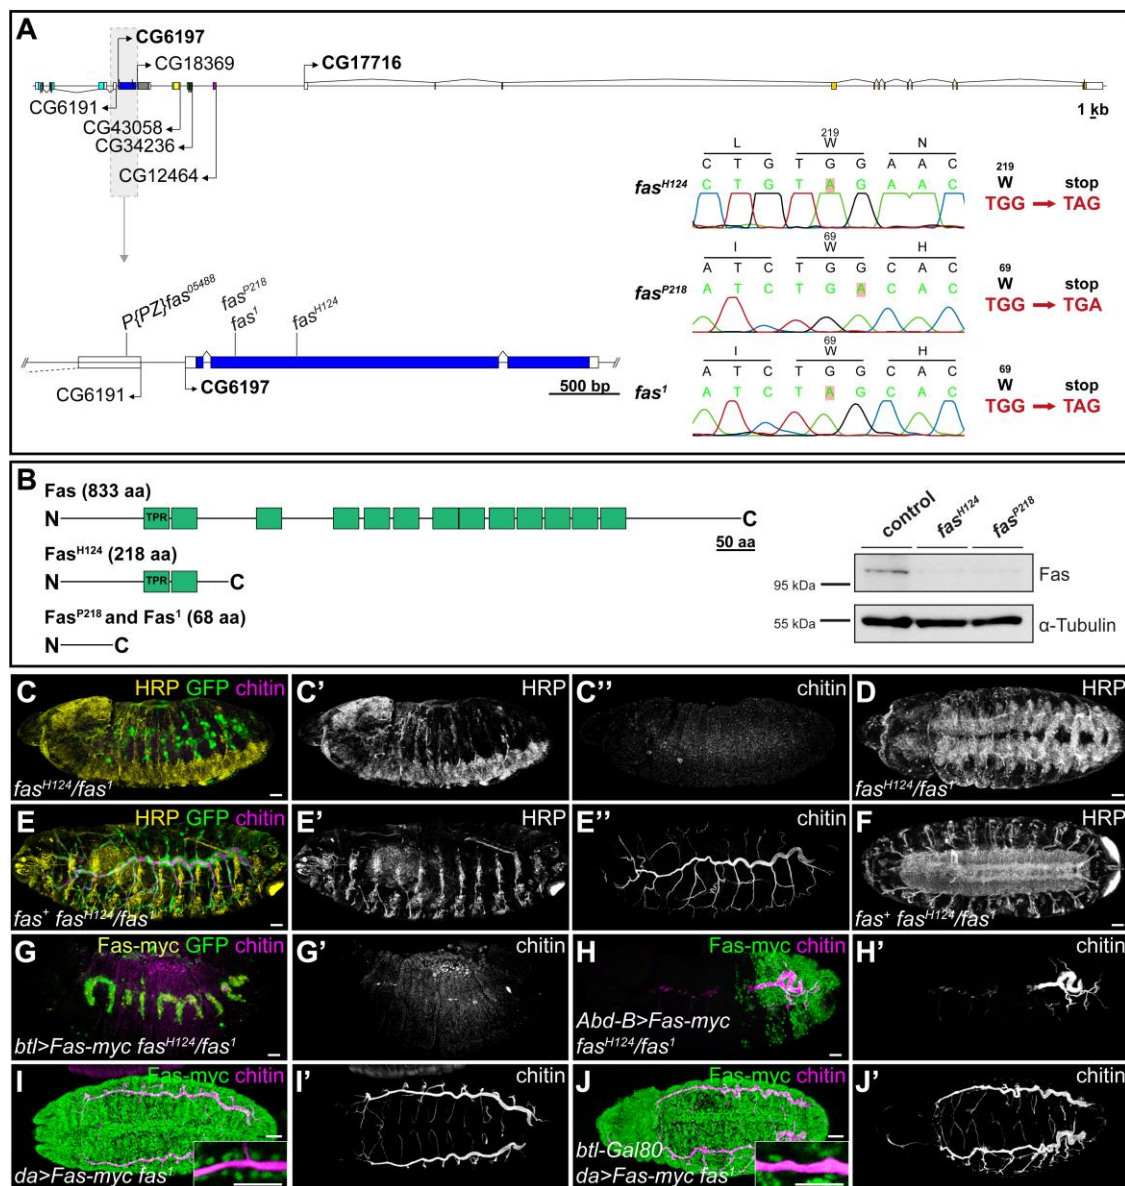 A
CG6197
CG18369
CG17716
CG6191
CG43058
CG34236
CG12464
1 kb
P{PZ}fas05488
fasP218
fas1
fasH124
CG6191
CG6197
500 bp
219
L W N
C T G T G G A A C
fasH124 C T G T A G A A C
219
W stop
TGG → TAG
69
I W H
A T C T G G C A C
fasP218 A T C T G A C A C
69
W stop
TGG → TGA
69
I W H
A T C T G G C A C
fas1 A T C T A G C A C
69
W stop
TGG → TAG
B
Fas (833 aa)
N TPR C
50 aa
FasH124 (218 aa)
N TPR C
FasP218 and Fas1 (68 aa)
N C
control fasH124 fasP218
95 kDa Fas
55 kDa α-Tubulin
C HRP GFP chitin
fasH124/fas1
C' HRP
C'' chitin
D HRP
fasH124/fas1
E HRP GFP chitin
fas+ fasH124/fas1
E' HRP
E'' chitin
F HRP
fas+ fasH124/fas1
G Fas-myc GFP chitin
btl>Fas-myc fasH124/fas1
G' chitin
H Fas-myc chitin
Abd-B>Fas-myc
fasH124/fas1
H' chitin
I Fas-myc chitin
da>Fas-myc fas1
I' chitin
J Fas-myc chitin
btl-Gal80
da>Fas-myc fas1
J' chitin